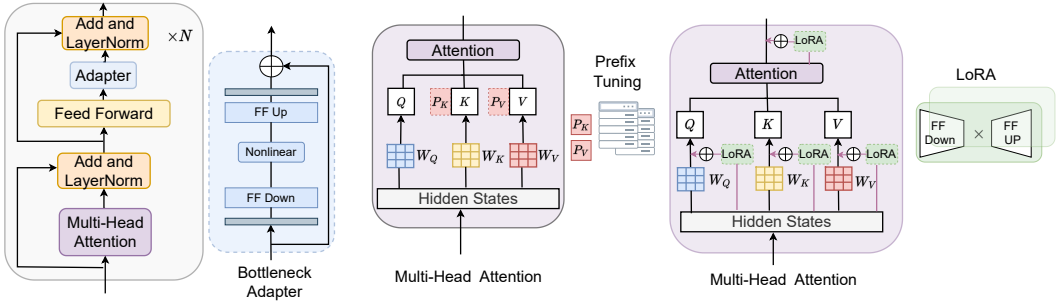 Add and
LayerNorm
×N
Adapter
Feed Forward
Add and
LayerNorm
Multi-Head
Attention
FF Up
Nonlinear
FF Down
Bottleneck
Adapter
Attention
Q
P_K
K
P_V
V
W_Q
W_K
W_V
Hidden States
Multi-Head Attention
Prefix
Tuning
P_K
P_V
LoRA
Attention
Q
K
V
LoRA
LoRA
LoRA
W_Q
W_K
W_V
Hidden States
Multi-Head Attention
LoRA
FF
Down
×
FF
UP